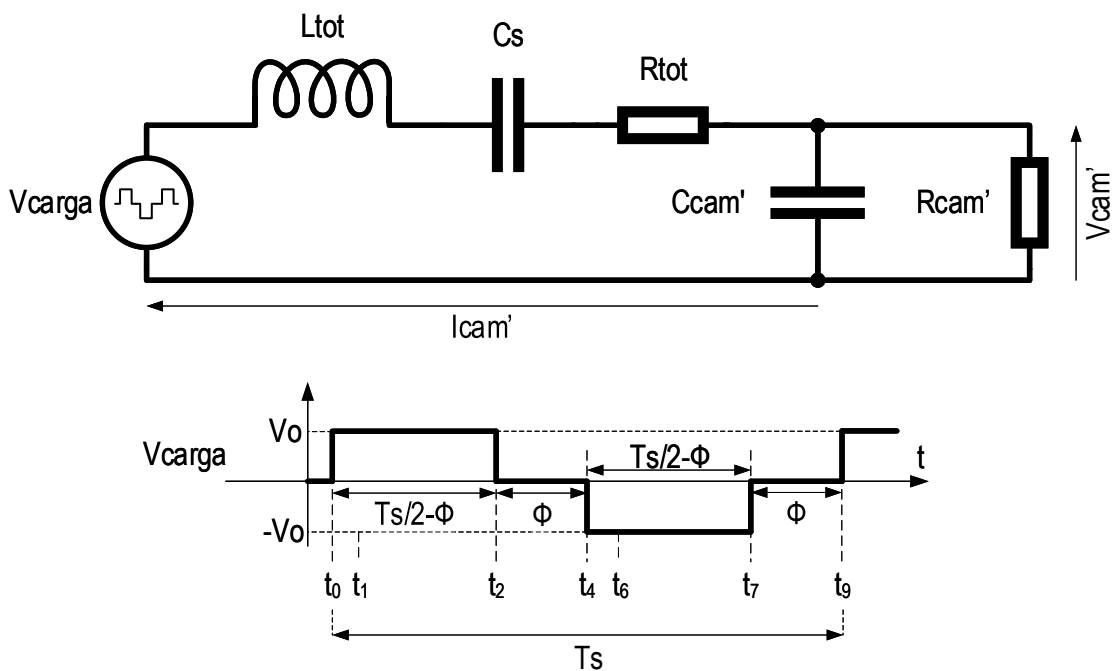 Ltot
Cs
Rtot
Vcarga
Ccam'
Rcam'
Vcam'
Icam'
Vcarga
Vo
-Vo
t
Ts/2-Φ
Φ
Ts/2-Φ
Φ
t₀ t₁ t₂ t₄ t₆ t₇ t₉
Ts